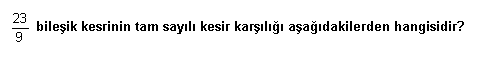 23/9 bileşik kesrinin tam sayılı kesir karşılığı aşağıdakilerden hangisidir?